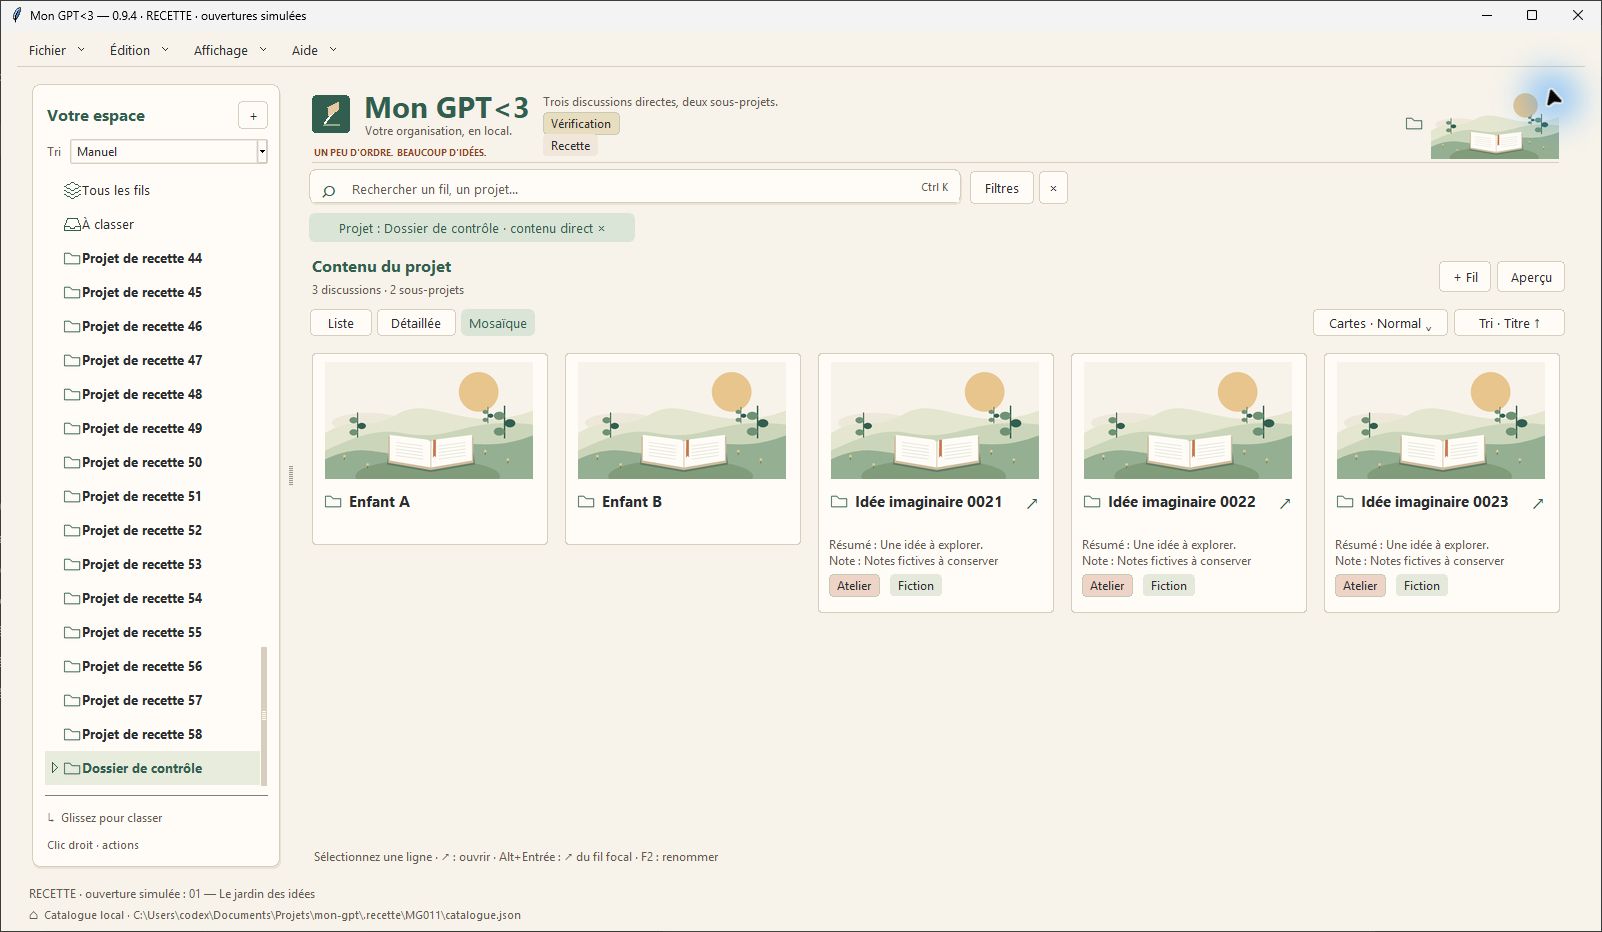 Mon GPT<3 — 0.9.4 · RECETTE · ouvertures simulées
Fichier Édition Affichage Aide
Votre espace +
Tri Manuel
Tous les fils
À classer
Projet de recette 44
Projet de recette 45
Projet de recette 46
Projet de recette 47
Projet de recette 48
Projet de recette 49
Projet de recette 50
Projet de recette 51
Projet de recette 52
Projet de recette 53
Projet de recette 54
Projet de recette 55
Projet de recette 56
Projet de recette 57
Projet de recette 58
Dossier de contrôle
↳ Glissez pour classer
Clic droit · actions
Mon GPT<3
Votre organisation, en local.
UN PEU D'ORDRE. BEAUCOUP D'IDÉES.
Trois discussions directes, deux sous-projets.
Vérification
Recette
Rechercher un fil, un projet... Ctrl K
Filtres ×
Projet : Dossier de contrôle · contenu direct ×
Contenu du projet
3 discussions · 2 sous-projets
+ Fil Aperçu
Liste Détaillée Mosaïque
Cartes · Normal Tri · Titre ↑
Enfant A
Enfant B
Idée imaginaire 0021 ↗
Résumé : Une idée à explorer.
Note : Notes fictives à conserver
Atelier Fiction
Idée imaginaire 0022 ↗
Résumé : Une idée à explorer.
Note : Notes fictives à conserver
Atelier Fiction
Idée imaginaire 0023 ↗
Résumé : Une idée à explorer.
Note : Notes fictives à conserver
Atelier Fiction
Sélectionnez une ligne · ↗ : ouvrir · Alt+Entrée : ↗ du fil focal · F2 : renommer
RECETTE · ouverture simulée : 01 — Le jardin des idées
⌂ Catalogue local · C:\Users\codex\Documents\Projets\mon-gpt\.recette\MG011\catalogue.json